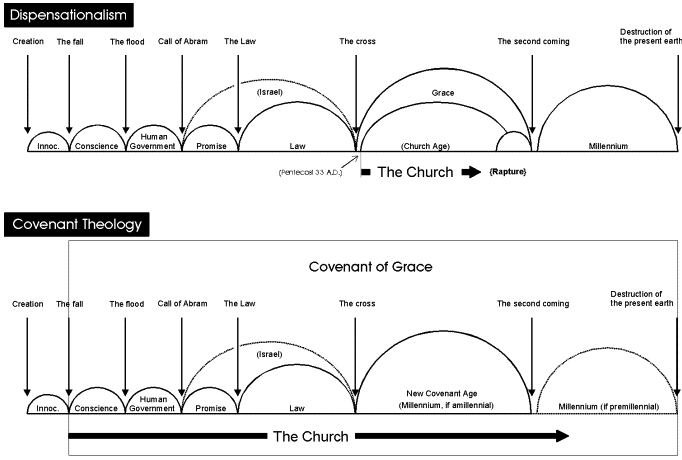 Dispensationalism
Destruction of
the present earth
Creation The fall The flood Call of Abram The Law The cross The second coming
(Israel) Grace
Innoc. Conscience Human
Government Promise Law (Church Age) Millennium
(Pentecost 33 A.D.) The Church {Rapture}
Covenant Theology
Covenant of Grace
Destruction of
the present earth
Creation The fall The flood Call of Abram The Law The cross The second coming
(Israel)
Innoc. Conscience Human
Government Promise Law New Covenant Age
(Millennium, if amillennial) Millennium (if premillennial)
The Church